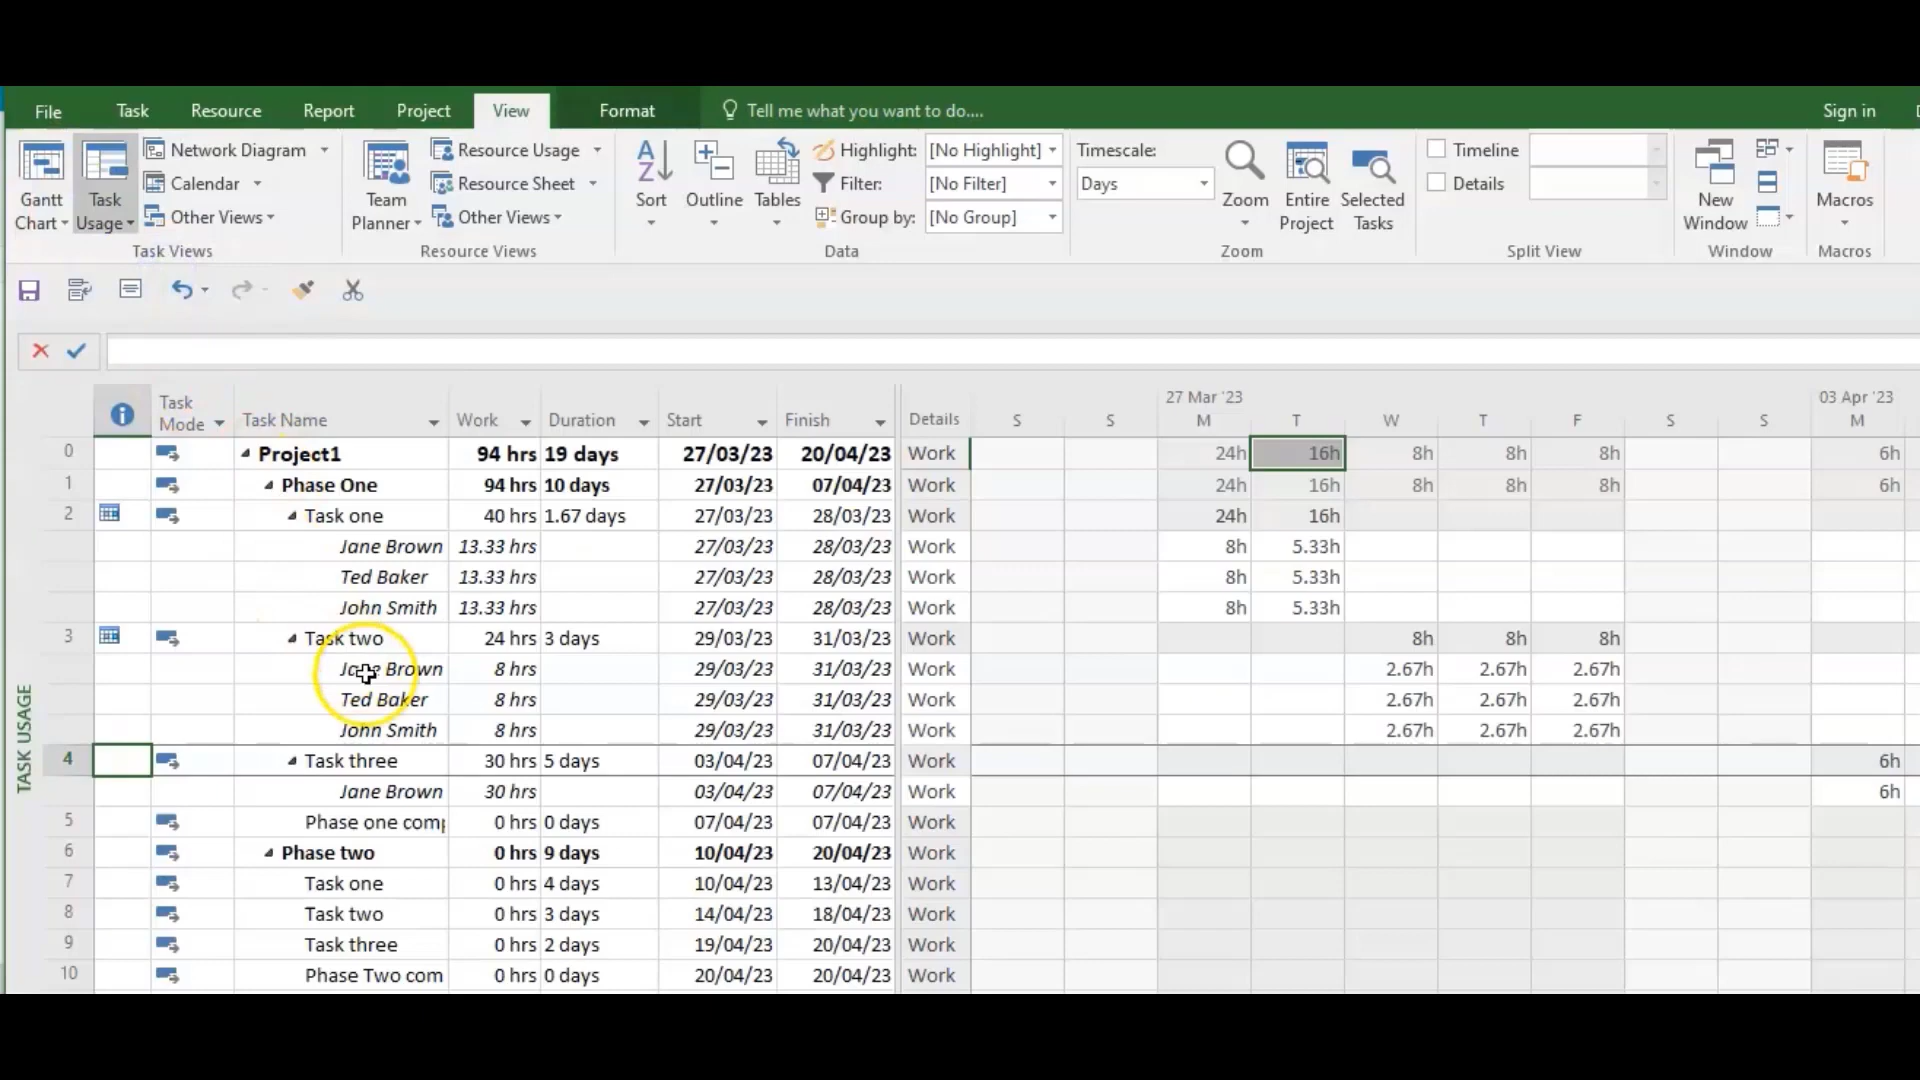 File Task Resource Report Project View Format Tell me what you want to do.... Sign in
Network Diagram Resource Usage Highlight: [No Highlight] Timescale: Timeline
Calendar Resource Sheet Filter: [No Filter] Days Details
Gantt Chart Task Usage Other Views Team Planner Other Views Sort Outline Tables Group by: [No Group] Zoom Entire Project Selected Tasks New Window Macros
Task Views Resource Views Data Zoom Split View Window Macros
27 Mar '23 03 Apr '23
Task Mode Task Name Work Duration Start Finish Details S S M T W T F S S M
0 Project1 94 hrs 19 days 27/03/23 20/04/23 Work 24h 16h 8h 8h 8h 6h
1 Phase One 94 hrs 10 days 27/03/23 07/04/23 Work 24h 16h 8h 8h 8h 6h
2 Task one 40 hrs 1.67 days 27/03/23 28/03/23 Work 24h 16h
Jane Brown 13.33 hrs 27/03/23 28/03/23 Work 8h 5.33h
Ted Baker 13.33 hrs 27/03/23 28/03/23 Work 8h 5.33h
John Smith 13.33 hrs 27/03/23 28/03/23 Work 8h 5.33h
3 Task two 24 hrs 3 days 29/03/23 31/03/23 Work 8h 8h 8h
Jane Brown 8 hrs 29/03/23 31/03/23 Work 2.67h 2.67h 2.67h
Ted Baker 8 hrs 29/03/23 31/03/23 Work 2.67h 2.67h 2.67h
John Smith 8 hrs 29/03/23 31/03/23 Work 2.67h 2.67h 2.67h
4 Task three 30 hrs 5 days 03/04/23 07/04/23 Work 6h
Jane Brown 30 hrs 03/04/23 07/04/23 Work 6h
5 Phase one comp 0 hrs 0 days 07/04/23 07/04/23 Work
6 Phase two 0 hrs 9 days 10/04/23 20/04/23 Work
7 Task one 0 hrs 4 days 10/04/23 13/04/23 Work
8 Task two 0 hrs 3 days 14/04/23 18/04/23 Work
9 Task three 0 hrs 2 days 19/04/23 20/04/23 Work
10 Phase Two com 0 hrs 0 days 20/04/23 20/04/23 Work
TASK USAGE